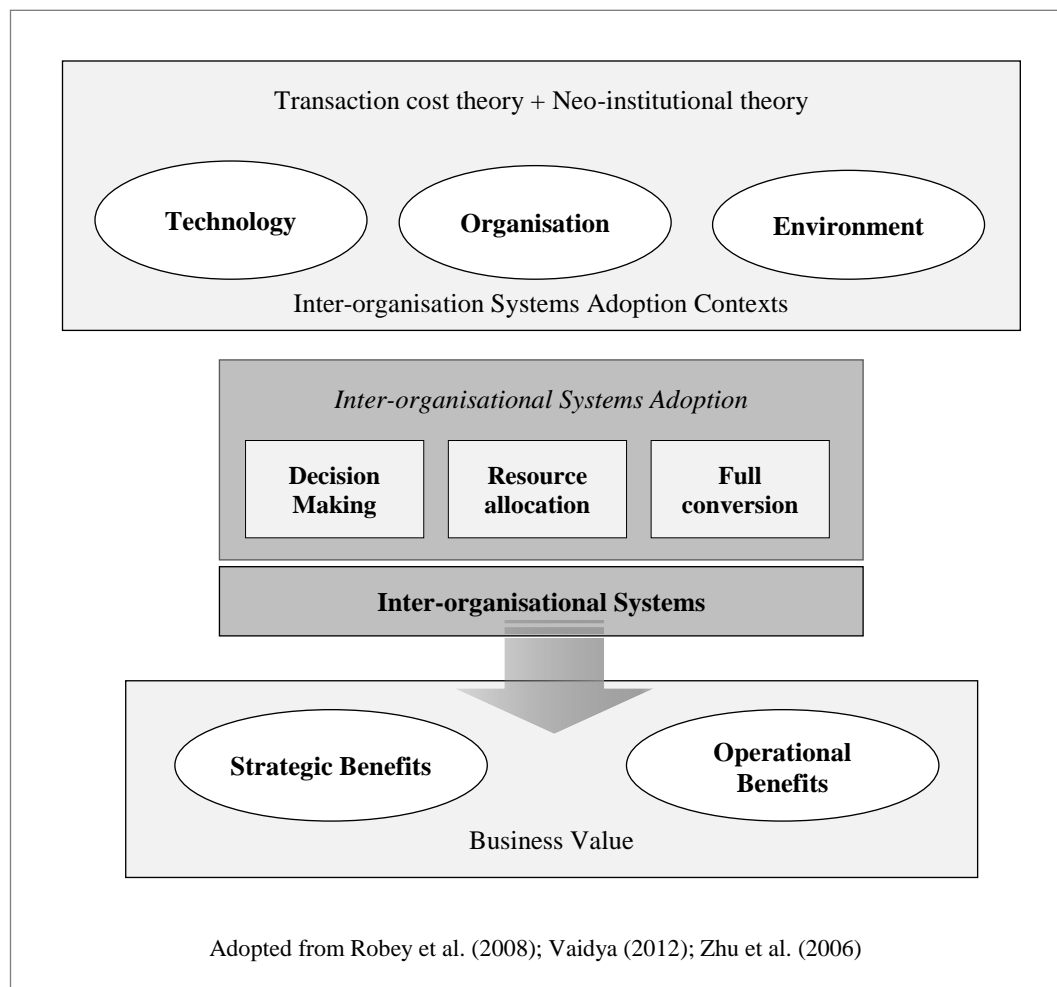 Transaction cost theory + Neo-institutional theory
Technology
Organisation
Environment
Inter-organisation Systems Adoption Contexts
Inter-organisational Systems Adoption
Decision
Making
Resource
allocation
Full
conversion
Inter-organisational Systems
Strategic Benefits
Operational
Benefits
Business Value
Adopted from Robey et al. (2008); Vaidya (2012); Zhu et al. (2006)